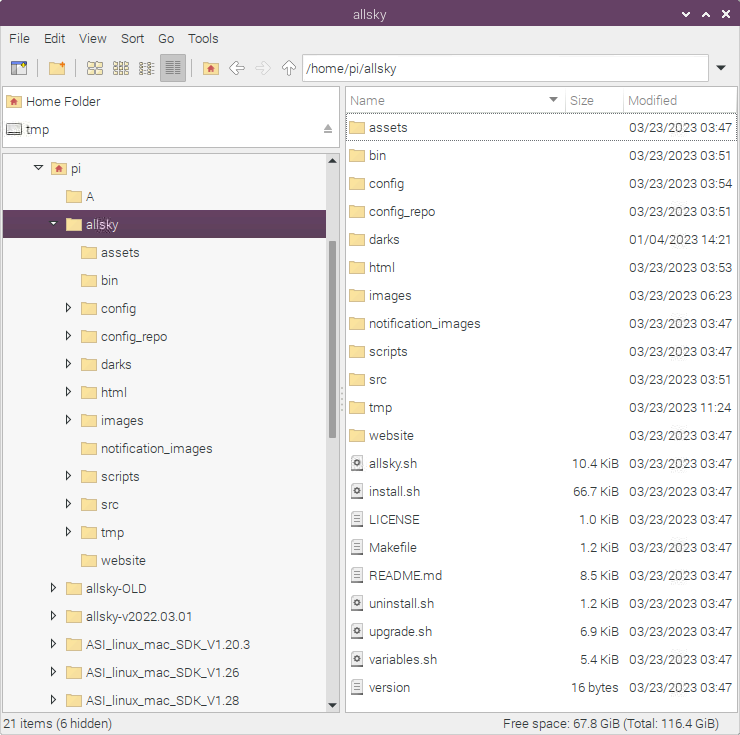 allsky
File Edit View Sort Go Tools
/home/pi/allsky
Home Folder
tmp
pi
A
allsky
assets
bin
config
config_repo
darks
html
images
notification_images
scripts
src
tmp
website
allsky-OLD
allsky-v2022.03.01
ASI_linux_mac_SDK_V1.20.3
ASI_linux_mac_SDK_V1.26
ASI_linux_mac_SDK_V1.28
Name Size Modified
assets 03/23/2023 03:47
bin 03/23/2023 03:51
config 03/23/2023 03:54
config_repo 03/23/2023 03:51
darks 01/04/2023 14:21
html 03/23/2023 03:53
images 03/23/2023 06:23
notification_images 03/23/2023 03:47
scripts 03/23/2023 03:47
src 03/23/2023 03:51
tmp 03/23/2023 11:24
website 03/23/2023 03:47
allsky.sh 10.4 KiB 03/23/2023 03:47
install.sh 66.7 KiB 03/23/2023 03:47
LICENSE 1.0 KiB 03/23/2023 03:47
Makefile 1.2 KiB 03/23/2023 03:47
README.md 8.5 KiB 03/23/2023 03:47
uninstall.sh 1.2 KiB 03/23/2023 03:47
upgrade.sh 6.9 KiB 03/23/2023 03:47
variables.sh 5.4 KiB 03/23/2023 03:47
version 16 bytes 03/23/2023 03:47
21 items (6 hidden) Free space: 67.8 GiB (Total: 116.4 GiB)